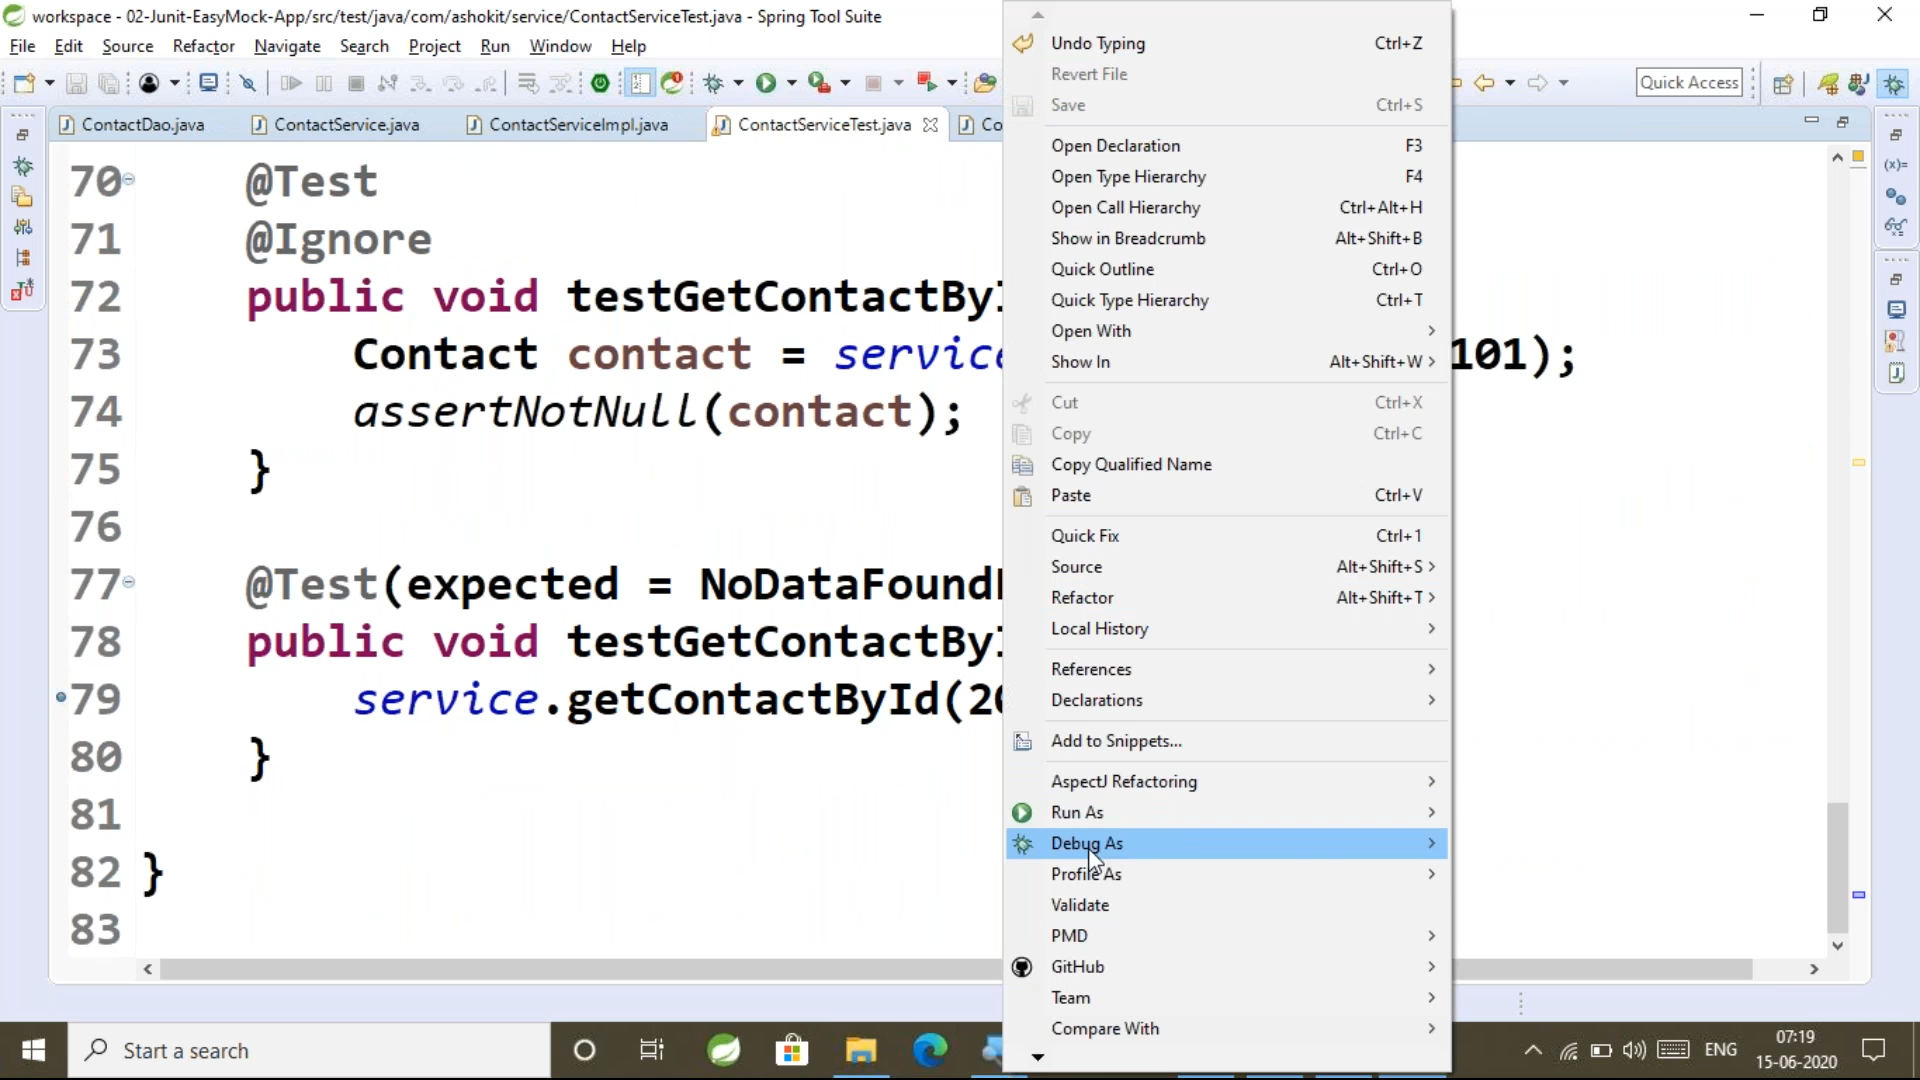 workspace - 02-Junit-EasyMock-App/src/test/java/com/ashokit/service/ContactServiceTest.java - Spring Tool Suite
File Edit Source Refactor Navigate Search Project Run Window Help
Quick Access
ContactDao.java ContactService.java ContactServiceImpl.java ContactServiceTest.java Co
70 @Test
71 @Ignore
72 public void testGetContactByI
73 Contact contact = service 101);
74 assertNotNull(contact);
75 }
76
77 @Test(expected = NoDataFound
78 public void testGetContactByI
79 service.getContactById(20
80 }
81
82 }
83
Undo Typing Ctrl+Z
Revert File
Save Ctrl+S
Open Declaration F3
Open Type Hierarchy F4
Open Call Hierarchy Ctrl+Alt+H
Show in Breadcrumb Alt+Shift+B
Quick Outline Ctrl+O
Quick Type Hierarchy Ctrl+T
Open With
Show In Alt+Shift+W
Cut Ctrl+X
Copy Ctrl+C
Copy Qualified Name
Paste Ctrl+V
Quick Fix Ctrl+1
Source Alt+Shift+S
Refactor Alt+Shift+T
Local History
References
Declarations
Add to Snippets...
AspectJ Refactoring
Run As
Debug As
Profile As
Validate
PMD
GitHub
Team
Compare With
Start a search
ENG
07:19
15-06-2020